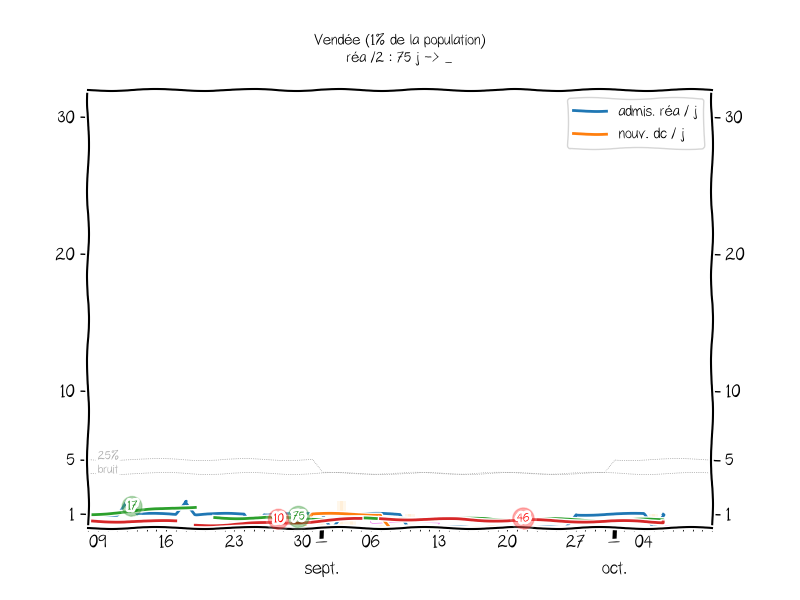 Vendée (1% de la population)
réa /2 : 75 j -> _
admis. réa / j
nouv. dc / j
30
30
20
20
10
10
5
25%
bruit
5
1
17
10
75
46
1
09 16 23 30 06 13 20 27 04
sept. oct.